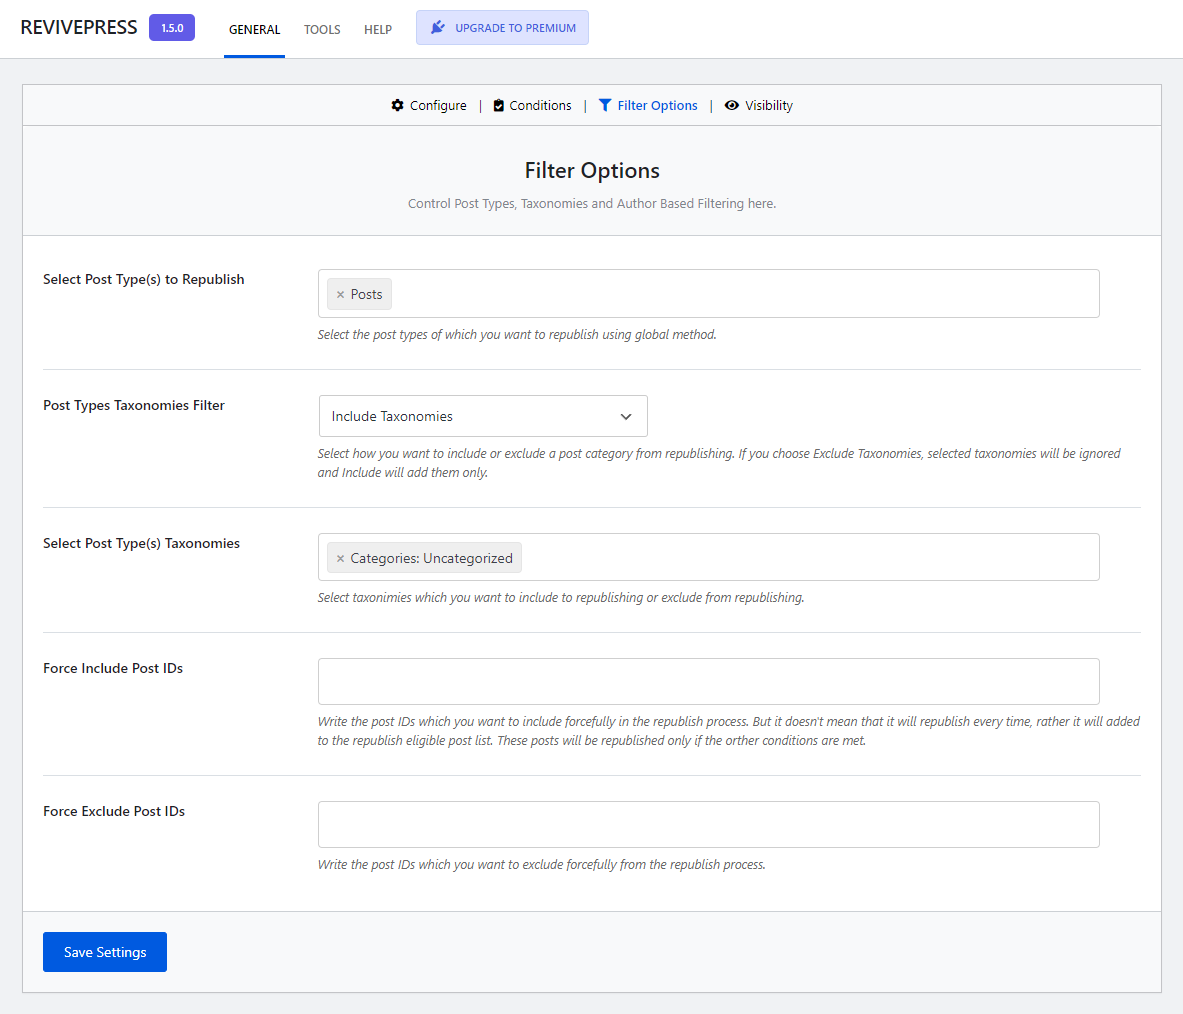 REVIVEPRESS 1.5.0 GENERAL TOOLS HELP UPGRADE TO PREMIUM
Configure | Conditions | Filter Options | Visibility
Filter Options
Control Post Types, Taxonomies and Author Based Filtering here.
Select Post Type(s) to Republish
× Posts
Select the post types of which you want to republish using global method.
Post Types Taxonomies Filter
Include Taxonomies
Select how you want to include or exclude a post category from republishing. If you choose Exclude Taxonomies, selected taxonomies will be ignored
and Include will add them only.
Select Post Type(s) Taxonomies
× Categories: Uncategorized
Select taxonimies which you want to include to republishing or exclude from republishing.
Force Include Post IDs
Write the post IDs which you want to include forcefully in the republish process. But it doesn't mean that it will republish every time, rather it will added
to the republish eligible post list. These posts will be republished only if the orther conditions are met.
Force Exclude Post IDs
Write the post IDs which you want to exclude forcefully from the republish process.
Save Settings